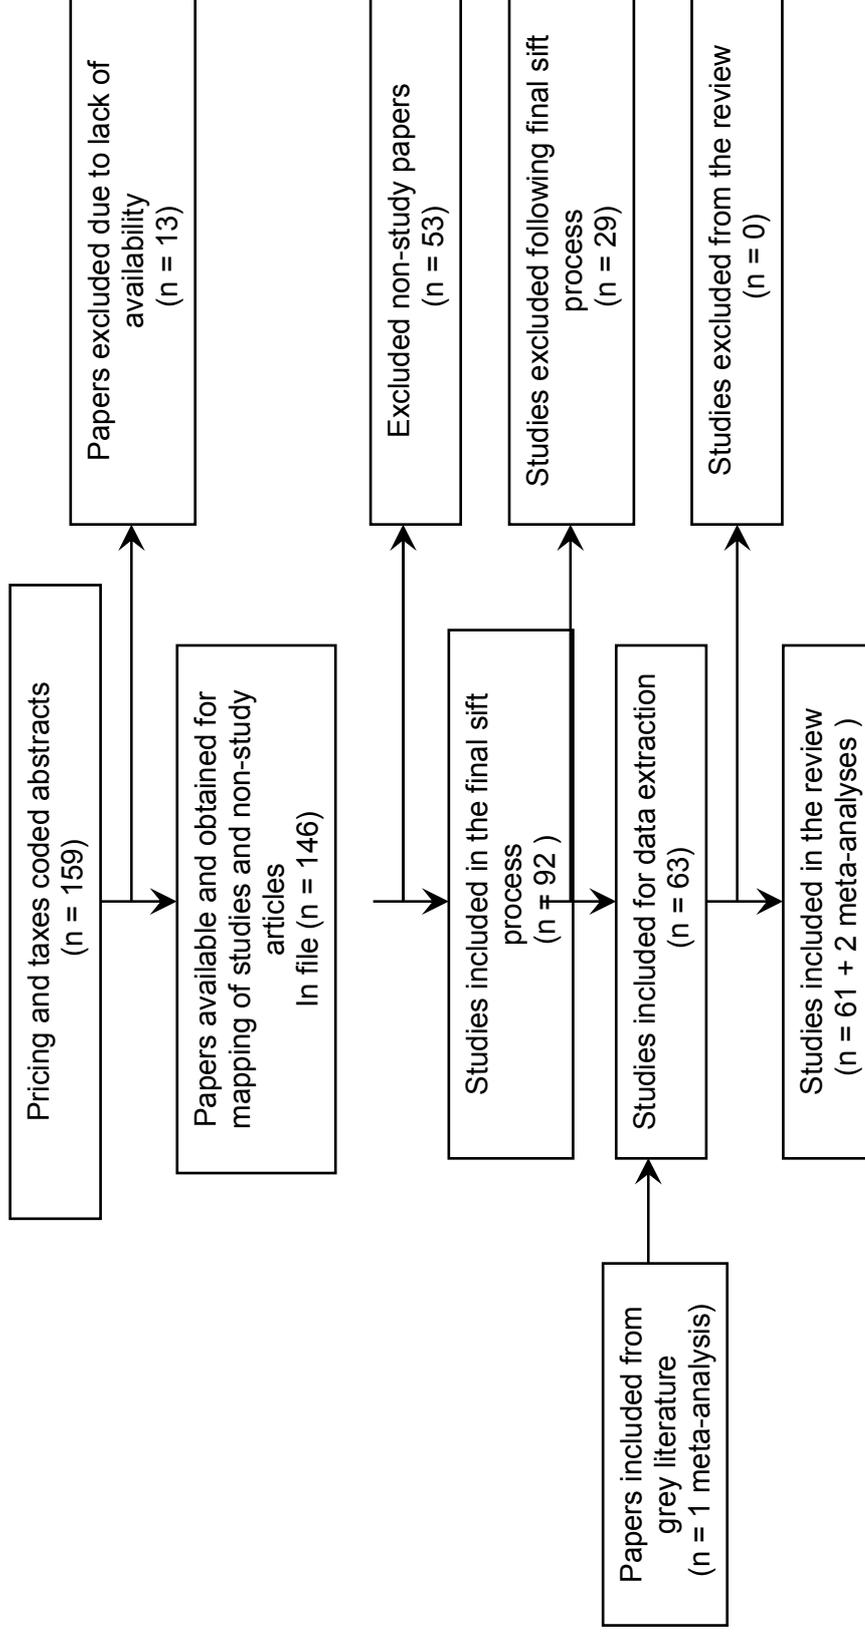 Pricing and taxes coded abstracts
(n = 159)
Papers excluded due to lack of
availability
(n = 13)
Papers available and obtained for
mapping of studies and non-study
articles
In file (n = 146)
Excluded non-study papers
(n = 53)
Studies included in the final sift
process
(n = 92 )
Studies excluded following final sift
process
(n = 29)
Papers included from
grey literature
(n = 1 meta-analysis)
Studies included for data extraction
(n = 63)
Studies excluded from the review
(n = 0)
Studies included in the review
(n = 61 + 2 meta-analyses )